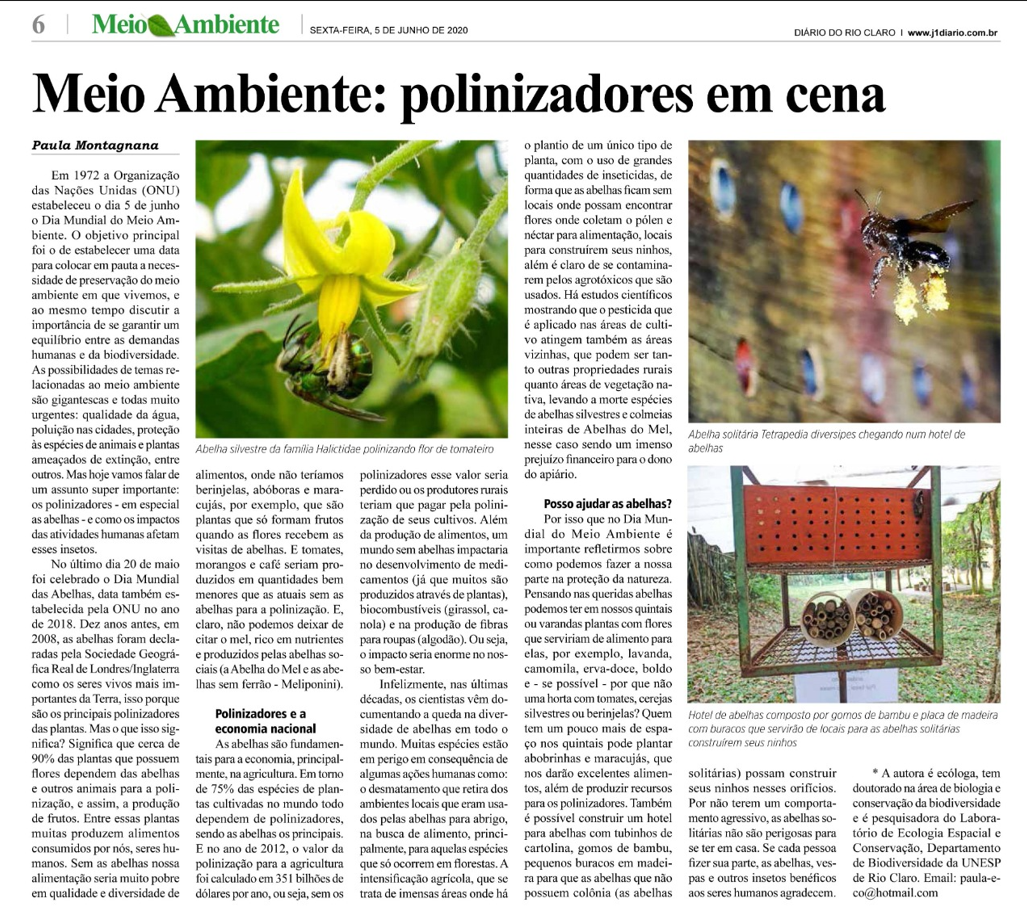 6
Meio Ambiente
SEXTA-FEIRA, 5 DE JUNHO DE 2020
DIÁRIO DO RIO CLARO I www.j1diario.com.br
Meio Ambiente: polinizadores em cena
Paula Montagnana
Em 1972 a Organização
das Nações Unidas (ONU)
estabeleceu o dia 5 de junho
o Dia Mundial do Meio Am-
biente. O objetivo principal
foi o de estabelecer uma data
para colocar em pauta a neces-
sidade de preservação do meio
ambiente em que vivemos, e
ao mesmo tempo discutir a
importância de se garantir um
equilíbrio entre as demandas
humanas e da biodiversidade.
As possibilidades de temas re-
lacionadas ao meio ambiente
são gigantescas e todas muito
urgentes: qualidade da água,
poluição nas cidades, proteção
às espécies de animais e plantas
ameaçados de extinção, entre
outros. Mas hoje vamos falar de
um assunto super importante:
os polinizadores - em especial
as abelhas - e como os impactos
das atividades humanas afetam
esses insetos.
No último dia 20 de maio
foi celebrado o Dia Mundial
das Abelhas, data também es-
tabelecida pela ONU no ano
de 2018. Dez anos antes, em
2008, as abelhas foram decla-
radas pela Sociedade Geográ-
fica Real de Londres/Inglaterra
como os seres vivos mais im-
portantes da Terra, isso porque
são os principais polinizadores
das plantas. Mas o que isso sig-
nifica? Significa que cerca de
90% das plantas que possuem
flores dependem das abelhas
e outros animais para a poli-
nização, e assim, a produção
de frutos. Entre essas plantas
muitas produzem alimentos
consumidos por nós, seres hu-
manos. Sem as abelhas nossa
alimentação seria muito pobre
em qualidade e diversidade de
Abelha silvestre da família Halictidae polinizando flor de tomateiro
alimentos, onde não teríamos
berinjelas, abóboras e mara-
cujás, por exemplo, que são
plantas que só formam frutos
quando as flores recebem as
visitas de abelhas. E tomates,
morangos e café seriam pro-
duzidos em quantidades bem
menores que as atuais sem as
abelhas para a polinização. E,
claro, não podemos deixar de
citar o mel, rico em nutrientes
e produzidos pelas abelhas so-
ciais (a Abelha do Mel e as abe-
lhas sem ferrão - Meliponini).
Polinizadores e a
economia nacional
As abelhas são fundamen-
tais para a economia, principal-
mente, na agricultura. Em torno
de 75% das espécies de plan-
tas cultivadas no mundo todo
dependem de polinizadores,
sendo as abelhas os principais.
E no ano de 2012, o valor da
polinização para a agricultura
foi calculado em 351 bilhões de
dólares por ano, ou seja, sem os
polinizadores esse valor seria
perdido ou os produtores rurais
teriam que pagar pela polini-
zação de seus cultivos. Além
da produção de alimentos, um
mundo sem abelhas impactaria
no desenvolvimento de medi-
camentos (já que muitos são
produzidos através de plantas),
biocombustíveis (girassol, ca-
nola) e na produção de fibras
para roupas (algodão). Ou seja,
o impacto seria enorme no nos-
so bem-estar.
Infelizmente, nas últimas
décadas, os cientistas vêm do-
cumentando a queda na diver-
sidade de abelhas em todo o
mundo. Muitas espécies estão
em perigo em consequência de
algumas ações humanas como:
o desmatamento que retira dos
ambientes locais que eram usa-
dos pelas abelhas para abrigo,
na busca de alimento, princi-
palmente, para aquelas espécies
que só ocorrem em florestas. A
intensificação agrícola, que se
trata de imensas áreas onde há
o plantio de um único tipo de
planta, com o uso de grandes
quantidades de inseticidas, de
forma que as abelhas ficam sem
locais onde possam encontrar
flores onde coletam o pólen e
néctar para alimentação, locais
para construírem seus ninhos,
além é claro de se contamina-
rem pelos agrotóxicos que são
usados. Há estudos científicos
mostrando que o pesticida que
é aplicado nas áreas de culti-
vo atingem também as áreas
vizinhas, que podem ser tan-
to outras propriedades rurais
quanto áreas de vegetação na-
tiva, levando a morte espécies
de abelhas silvestres e colmeias
inteiras de Abelhas do Mel,
nesse caso sendo um imenso
prejuízo financeiro para o dono
do apiário.
Posso ajudar as abelhas?
Por isso que no Dia Mun-
dial do Meio Ambiente é
importante refletirmos sobre
como podemos fazer a nossa
parte na proteção da natureza.
Pensando nas queridas abelhas
podemos ter em nossos quintais
ou varandas plantas com flores
que serviriam de alimento para
elas, por exemplo, lavanda,
camomila, erva-doce, boldo
e - se possível - por que não
uma horta com tomates, cerejas
silvestres ou berinjelas? Quem
tem um pouco mais de espa-
ço nos quintais pode plantar
abobrinhas e maracujás, que
nos darão excelentes alimen-
tos, além de produzir recursos
para os polinizadores. Também
é possível construir um hotel
para abelhas com tubinhos de
cartolina, gomos de bambu,
pequenos buracos em madei-
ra para que as abelhas que não
possuem colônia (as abelhas
Abelha solitária Tetrapedia diversipes chegando num hotel de
abelhas
Hotel de abelhas composto por gomos de bambu e placa de madeira
com buracos que servirão de locais para as abelhas solitárias
construírem seus ninhos
solitárias) possam construir
seus ninhos nesses orifícios.
Por não terem um comporta-
mento agressivo, as abelhas so-
litárias não são perigosas para
se ter em casa. Se cada pessoa
fizer sua parte, as abelhas, ves-
pas e outros insetos benéficos
aos seres humanos agradecem.
* A autora é ecóloga, tem
doutorado na área de biologia e
conservação da biodiversidade
e é pesquisadora do Labora-
tório de Ecologia Espacial e
Conservação, Departamento
de Biodiversidade da UNESP
de Rio Claro. Email: paula-e-
co@hotmail.com